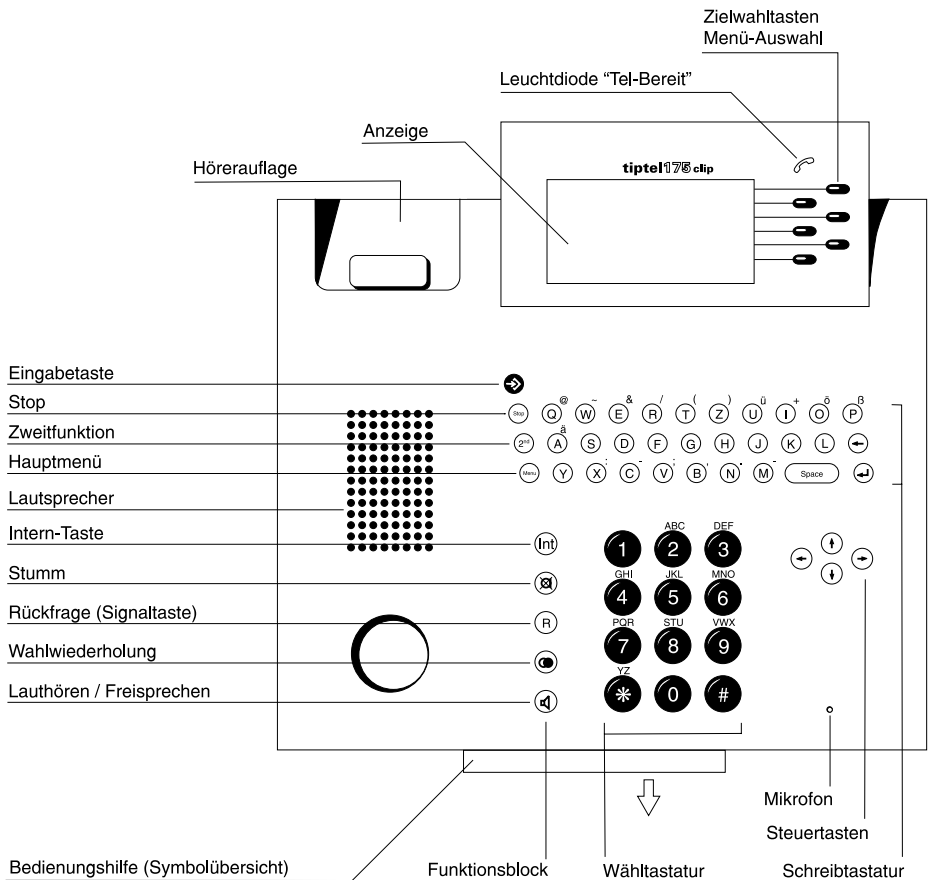 Zielwahltasten
Menü-Auswahl
Leuchtdiode “Tel-Bereit”
Anzeige
Hörerauflage
tiptel175 clip
Eingabetaste
Stop
Zweitfunktion
Hauptmenü
Lautsprecher
Intern-Taste
Stumm
Rückfrage (Signaltaste)
Wahlwiederholung
Lauthören / Freisprechen
@ ~ & / ( ) ü + ö ß
Stop Q W E R T Z U I O P
ä
2nd A S D F G H J K L
: - ; , . -
Menu Y X C V B N M Space
Int
R
ABC DEF
1 2 3
GHI JKL MNO
4 5 6
PQR STU VWX
7 8 9
YZ
* 0 #
Mikrofon
Steuertasten
Bedienungshilfe (Symbolübersicht)
Funktionsblock
Wähltastatur
Schreibtastatur